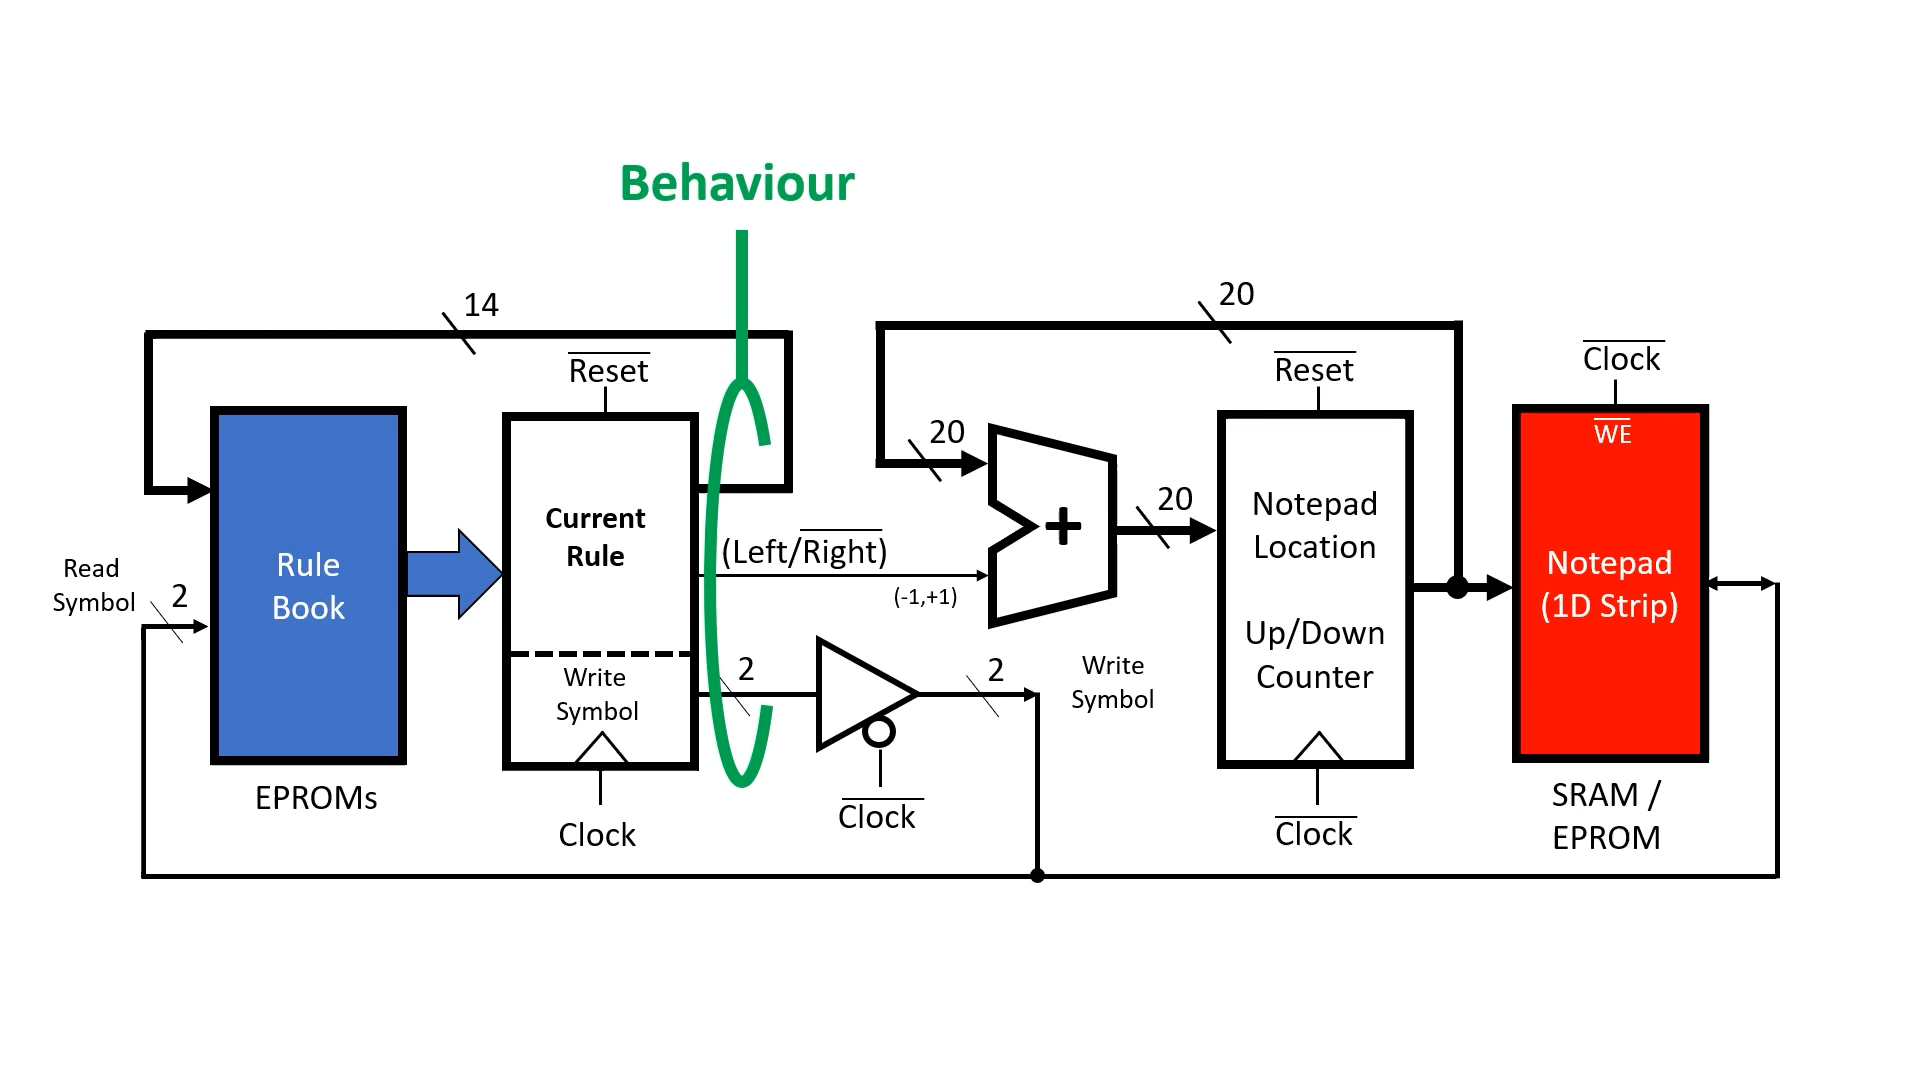 Behaviour
14
20
Reset
Reset
Clock
20
WE
20
Current
Rule
Notepad
Location
(Left/Right)
Read
Symbol
2
Rule
Book
+
Notepad
(1D Strip)
(-1,+1)
Up/Down
Counter
Write
Symbol
2
2
Write
Symbol
EPROMs
Clock
Clock
Clock
SRAM /
EPROM